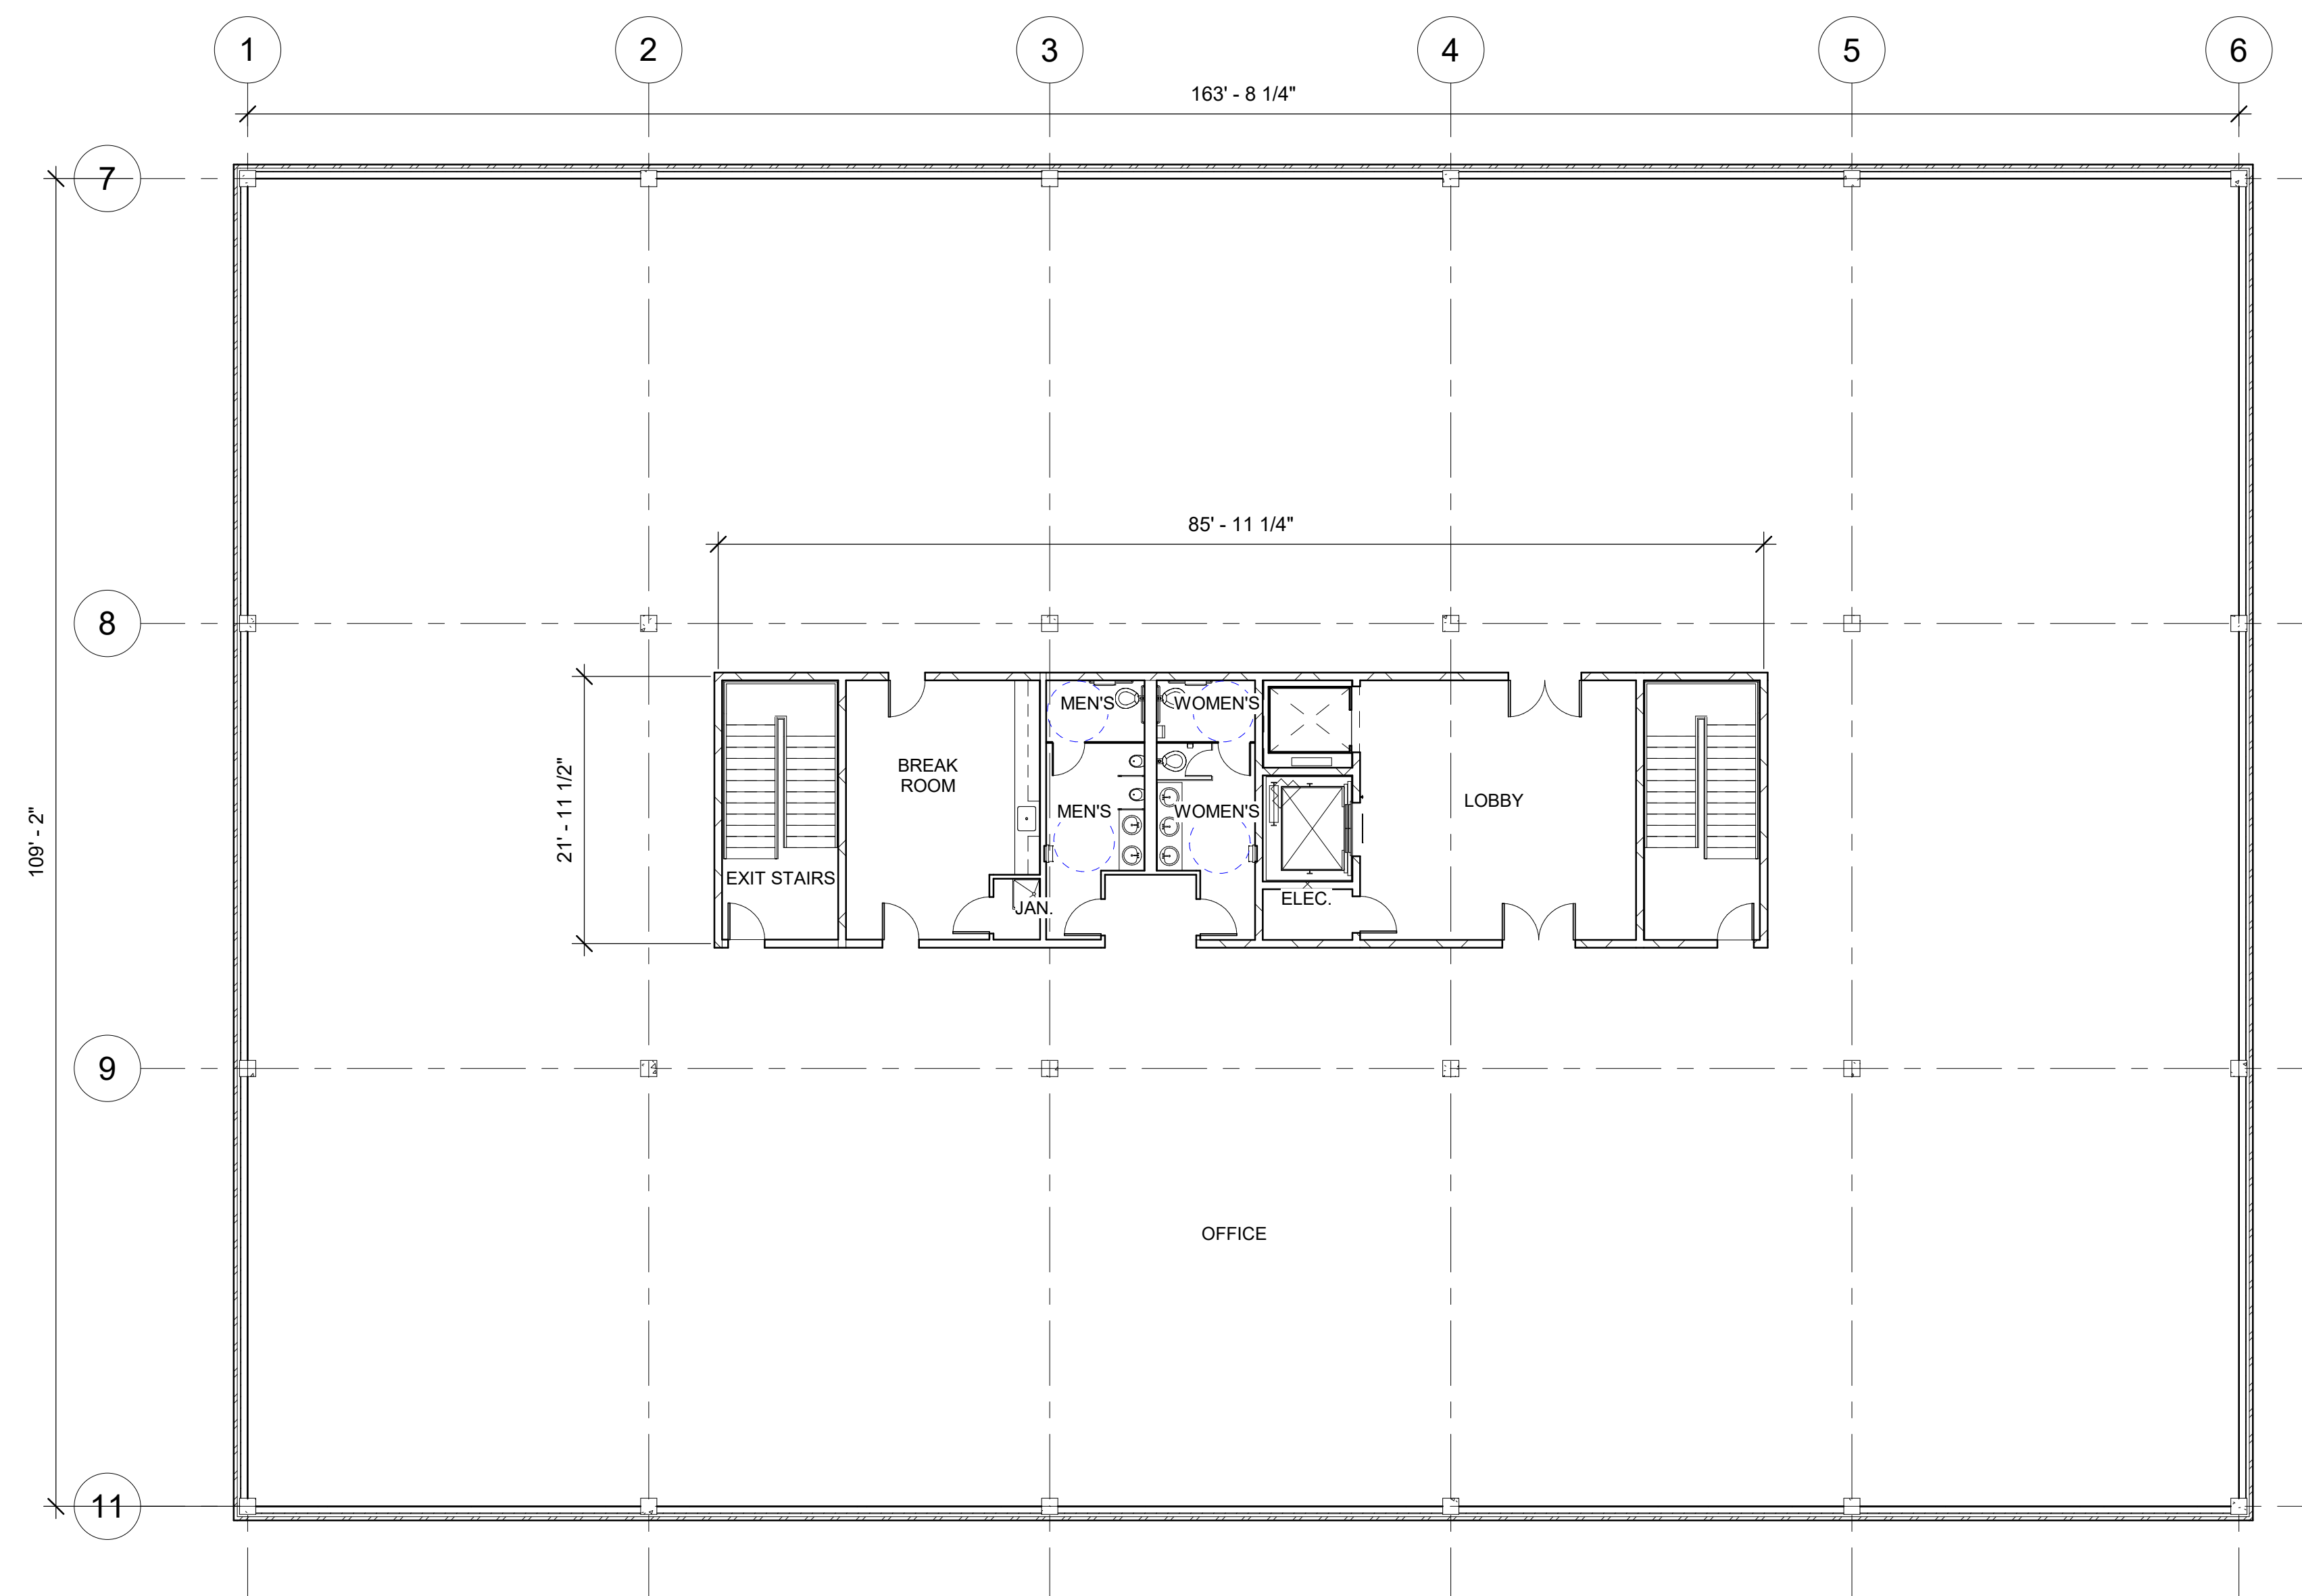 1
2
3
4
5
6
163' - 8 1/4"
7
85' - 11 1/4"
8
MEN'S
WOMEN'S
BREAK
ROOM
21' - 11 1/2"
109' - 2"
LOBBY
MEN'S
WOMEN'S
EXIT STAIRS
JAN.
ELEC.
9
OFFICE
11